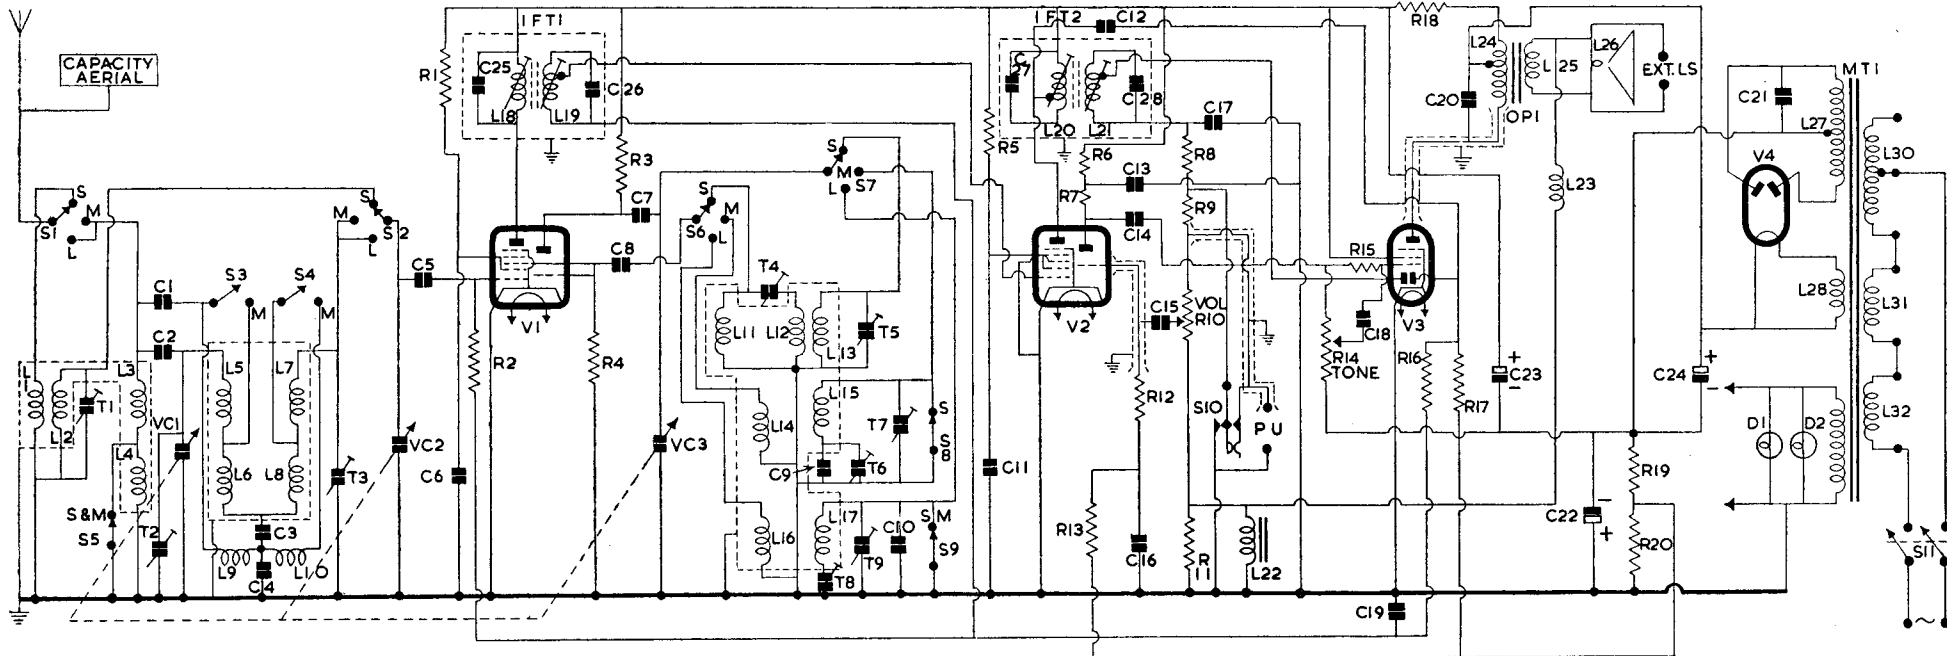 CAPACITY
AERIAL
S
M
S1
L
S
M
S2
L
C1
C2
S3
M
S4
M
L1
L2
T1
L3
L4
VC1
S&M
S5
T2
L5
L6
L7
L8
C3
L9
C4
L10
T3
VC2
C5
C6
R1
R2
IFT1
C25
L18
L19
C26
V1
R3
C7
C8
R4
VC3
S
M
L
S6
S
M
S7
L
T4
L11
L12
L13
T5
L14
L15
C9
T6
T7
S
S8
L16
L17
T8
T9
C10
S
M
S9
C11
R5
IFT2
C12
C27
L20
L21
C28
R6
R7
C13
C14
V2
C15
C17
R8
R9
VOL
R10
R12
R13
C16
R11
L22
S10
PU
R14
TONE
R15
C18
V3
R16
R17
R18
C19
C20
L24
OP1
L25
L26
EXT.LS
L23
C23
+
-
C22
-
+
R19
R20
C24
+
-
C21
V4
MT1
L27
L28
D1
D2
L30
L31
L32
S11
~